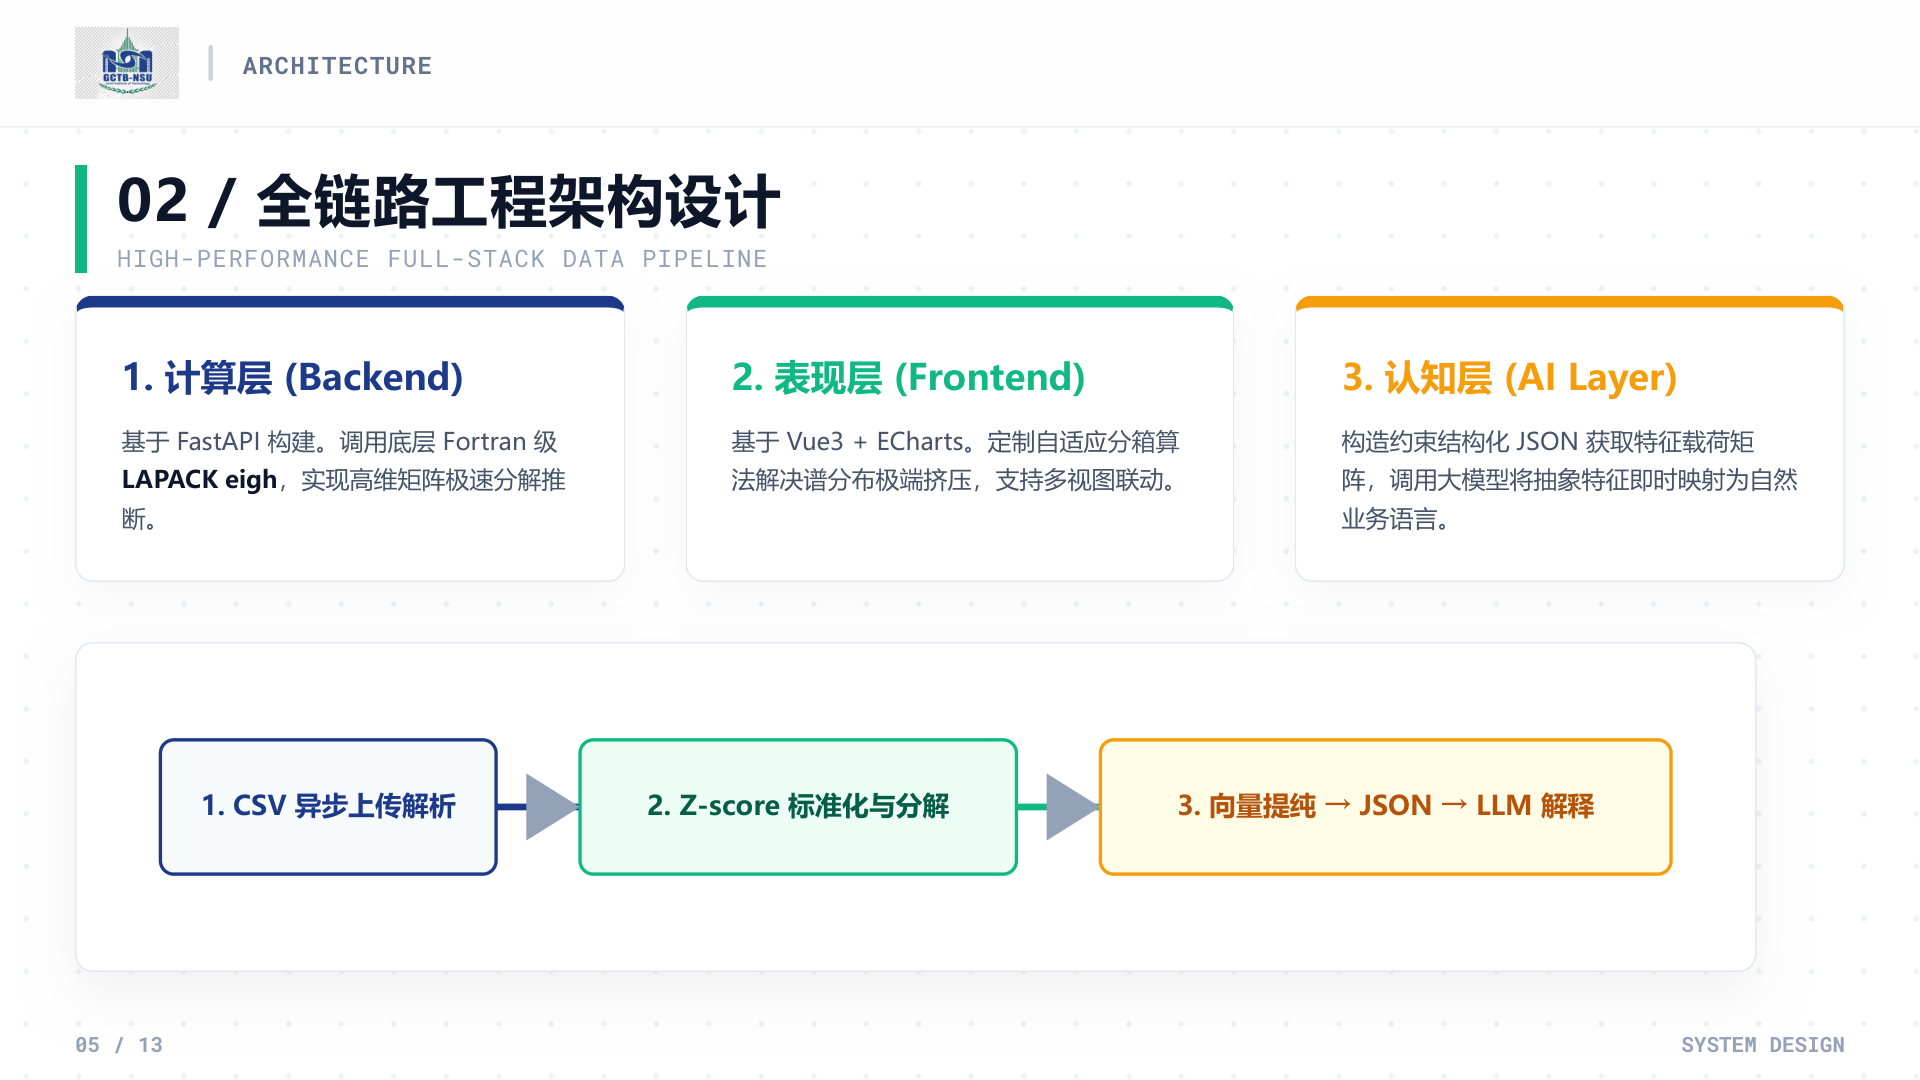 GCTB-NSU
ARCHITECTURE
02 / 全链路工程架构设计
HIGH-PERFORMANCE FULL-STACK DATA PIPELINE
1. 计算层 (Backend)
基于 FastAPI 构建。调用底层 Fortran 级
LAPACK eigh，实现高维矩阵极速分解推
断。
2. 表现层 (Frontend)
基于 Vue3 + ECharts。定制自适应分箱算
法解决谱分布极端挤压，支持多视图联动。
3. 认知层 (AI Layer)
构造约束结构化 JSON 获取特征载荷矩
阵，调用大模型将抽象特征即时映射为自然
业务语言。
1. CSV 异步上传解析
2. Z-score 标准化与分解
3. 向量提纯 → JSON → LLM 解释
05 / 13
SYSTEM DESIGN